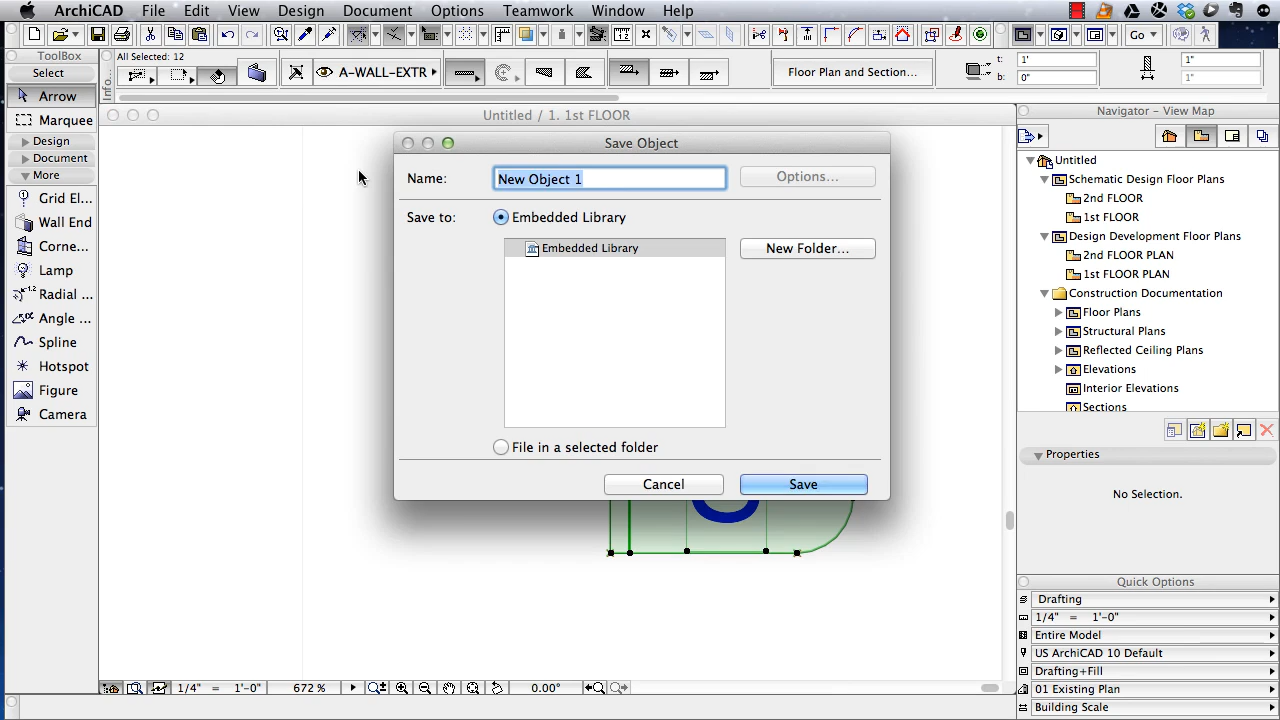 ArchiCAD File Edit View Design Document Options Teamwork Window Help
Go
ToolBox
Select
Arrow
Marquee
Design
Document
More
Grid El...
Wall End
Corne...
Lamp
Radial ...
Angle ...
Spline
Hotspot
Figure
Camera
Info...
All Selected: 12
A-WALL-EXTR
Floor Plan and Section...
t: 1'
b: 0"
1"
1"
Untitled / 1. 1st FLOOR
Save Object
Name: New Object 1 Options...
Save to: Embedded Library
Embedded Library
New Folder...
File in a selected folder
Cancel Save
1/4" = 1'-0" 672 % 0.00°
Navigator - View Map
Untitled
Schematic Design Floor Plans
2nd FLOOR
1st FLOOR
Design Development Floor Plans
2nd FLOOR PLAN
1st FLOOR PLAN
Construction Documentation
Floor Plans
Structural Plans
Reflected Ceiling Plans
Elevations
Interior Elevations
Sections
Properties
No Selection.
Quick Options
Drafting
1/4" = 1'-0"
Entire Model
US ArchiCAD 10 Default
Drafting+Fill
01 Existing Plan
Building Scale